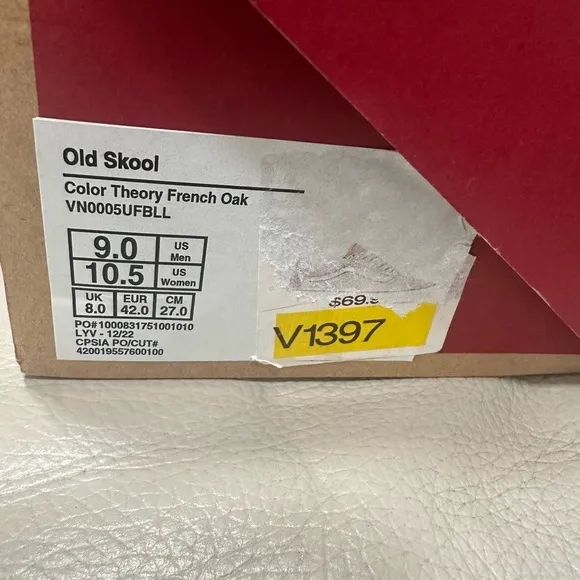 Old Skool
Color Theory French Oak
VN0005UFBLL
9.0 US Men
10.5 US Women
UK 8.0 EUR 42.0 CM 27.0
PO#1000831751001010
LYV - 12/22
CPSIA PO/CUT#
420019557600100
V1397